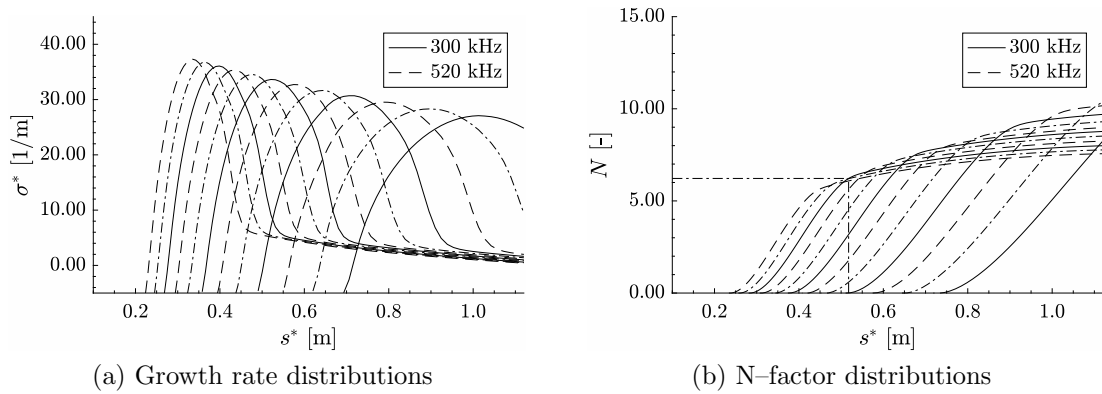 40.00
30.00
20.00
10.00
0.00
σ* [1/m]
0.2 0.4 0.6 0.8 1.0
s* [m]
300 kHz
520 kHz
(a) Growth rate distributions
15.00
10.00
5.00
0.00
N [-]
0.2 0.4 0.6 0.8 1.0
s* [m]
300 kHz
520 kHz
(b) N–factor distributions